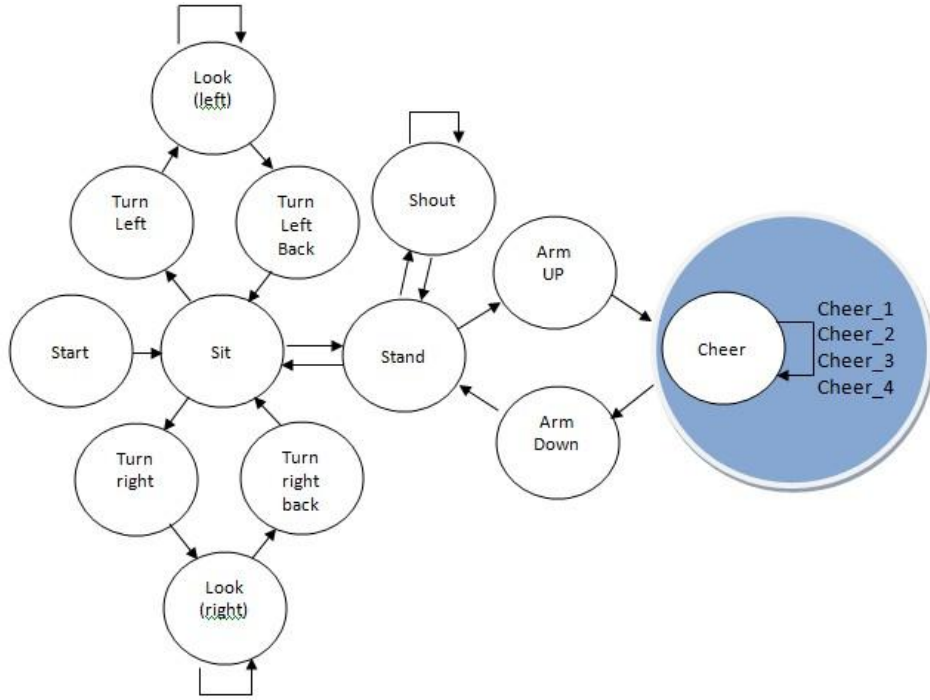 Look
(left)
Turn
Left
Turn
Left
Back
Shout
Arm
UP
Start
Sit
Stand
Cheer
Cheer_1
Cheer_2
Cheer_3
Cheer_4
Turn
right
Turn
right
back
Arm
Down
Look
(right)